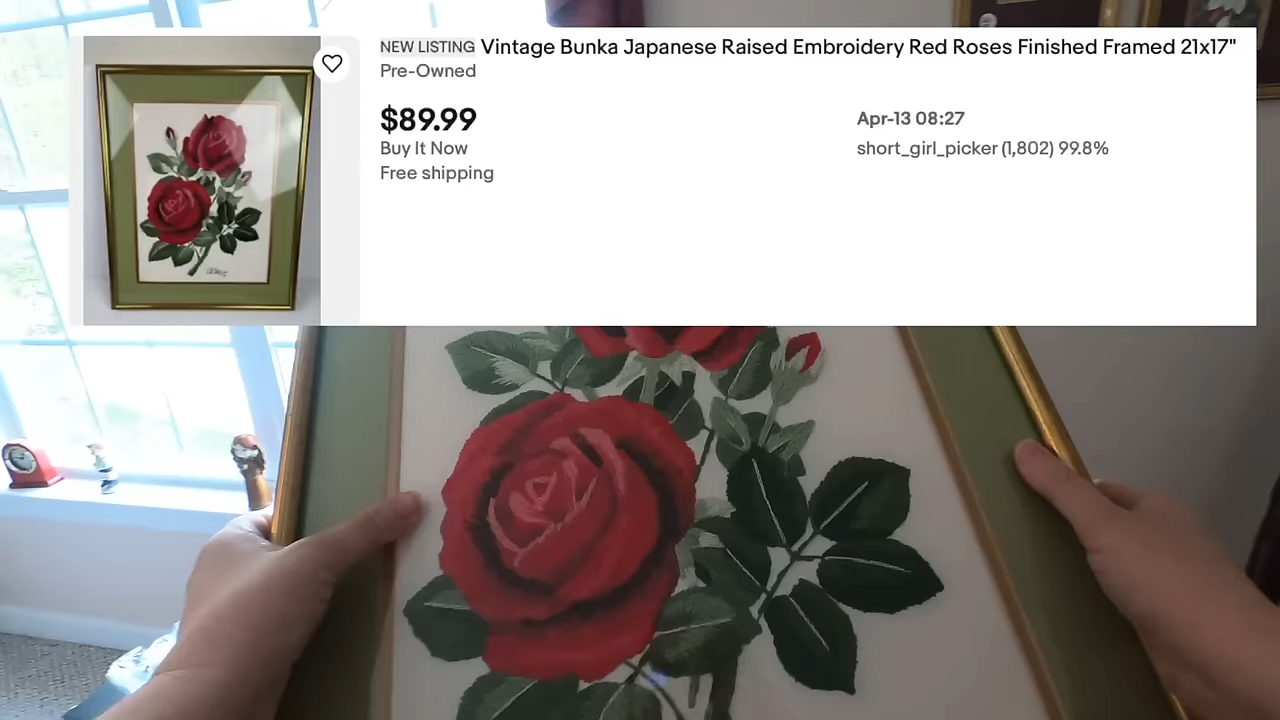 NEW LISTING Vintage Bunka Japanese Raised Embroidery Red Roses Finished Framed 21x17"
Pre-Owned
$89.99
Buy It Now
Free shipping
Apr-13 08:27
short_girl_picker (1,802) 99.8%